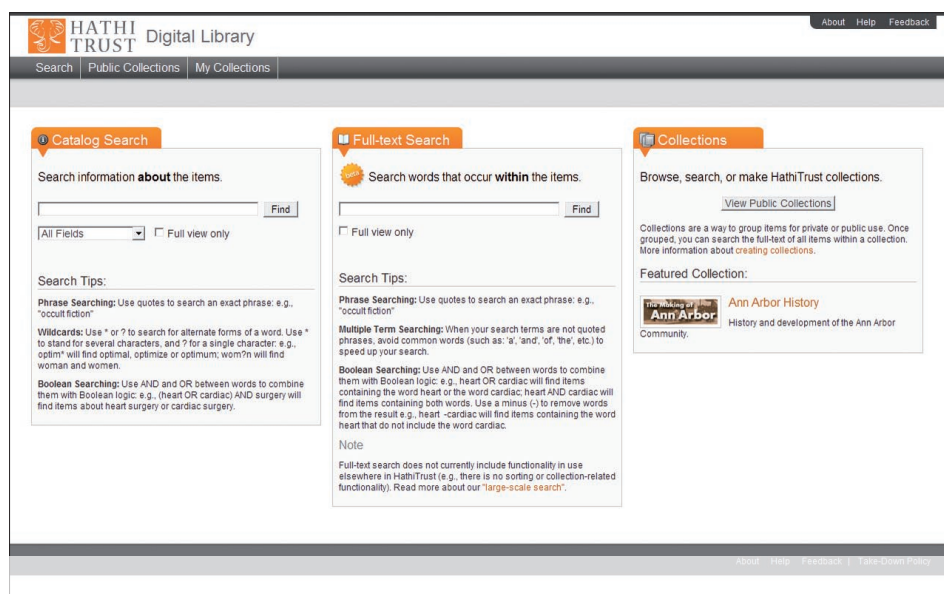 About Help Feedback
HATHI
TRUST
Digital Library
Search Public Collections My Collections
Catalog Search
Search information about the items.
Find
All Fields
Full view only
Search Tips:
Phrase Searching: Use quotes to search an exact phrase: e.g.,
"occult fiction"
Wildcards: Use * or ? to search for alternate forms of a word. Use *
to stand for several characters, and ? for a single character: e.g.,
optim* will find optimal, optimize or optimum; wom?n will find
woman and women.
Boolean Searching: Use AND and OR between words to combine
them with Boolean logic: e.g., (heart OR cardiac) AND surgery will
find items about heart surgery or cardiac surgery.
Full-text Search
beta
Search words that occur within the items.
Find
Full view only
Search Tips:
Phrase Searching: Use quotes to search an exact phrase: e.g.,
"occult fiction"
Multiple Term Searching: When your search terms are not quoted
phrases, avoid common words (such as: 'a', 'and', 'of', 'the', etc.) to
speed up your search.
Boolean Searching: Use AND and OR between words to combine
them with Boolean logic: e.g., heart OR cardiac will find items
containing the word heart or the word cardiac; heart AND cardiac will
find items containing both words. Use a minus (-) to remove words
from the result e.g., heart -cardiac will find items containing the word
heart that do not include the word cardiac.
Note
Full-text search does not currently include functionality in use
elsewhere in HathiTrust (e.g., there is no sorting or collection-related
functionality). Read more about our "large-scale search".
Collections
Browse, search, or make HathiTrust collections.
View Public Collections
Collections are a way to group items for private or public use. Once
grouped, you can search the full-text of all items within a collection.
More information about creating collections.
Featured Collection:
The Making of
Ann Arbor
Ann Arbor History
History and development of the Ann Arbor
Community.
About Help Feedback | Take-Down Policy